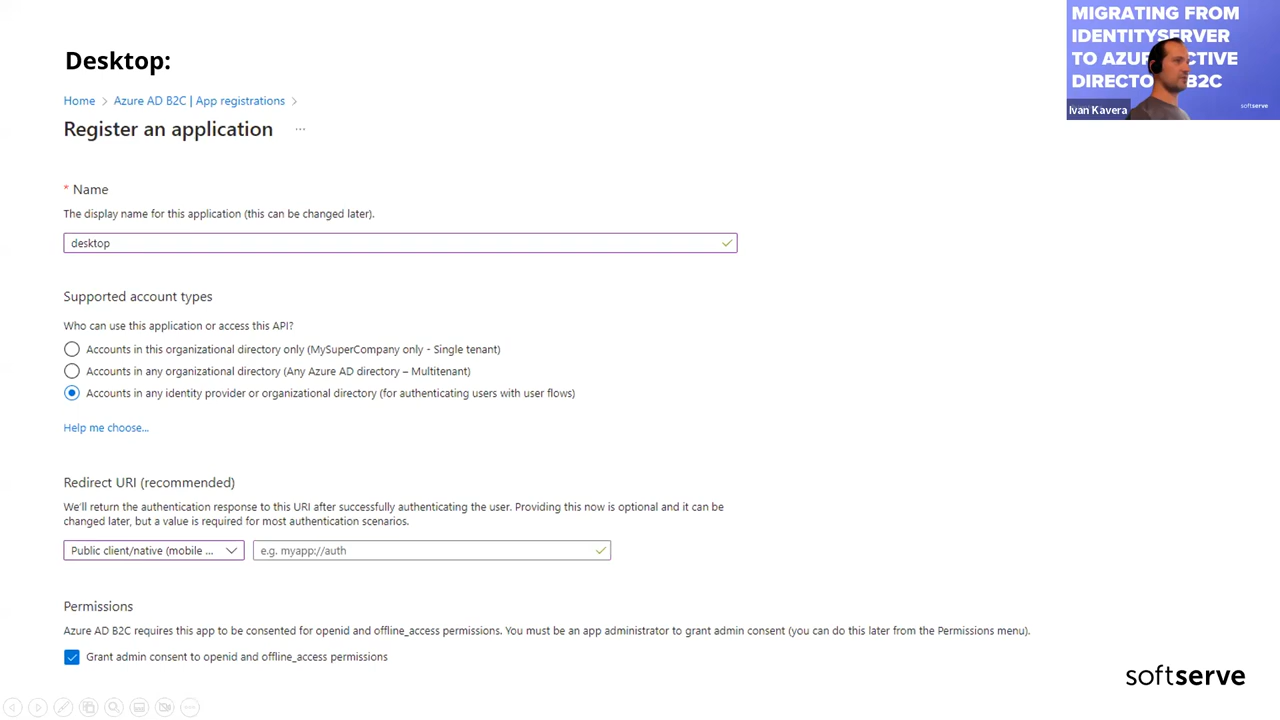 Desktop:
Home > Azure AD B2C | App registrations >
Register an application ...
* Name
The display name for this application (this can be changed later).
desktop
Supported account types
Who can use this application or access this API?
Accounts in this organizational directory only (MySuperCompany only - Single tenant)
Accounts in any organizational directory (Any Azure AD directory – Multitenant)
Accounts in any identity provider or organizational directory (for authenticating users with user flows)
Help me choose...
Redirect URI (recommended)
We'll return the authentication response to this URI after successfully authenticating the user. Providing this now is optional and it can be
changed later, but a value is required for most authentication scenarios.
Public client/native (mobile ...
e.g. myapp://auth
Permissions
Azure AD B2C requires this app to be consented for openid and offline_access permissions. You must be an app administrator to grant admin consent (you can do this later from the Permissions menu).
Grant admin consent to openid and offline_access permissions
softserve
MIGRATING FROM
IDENTITYSERVER
TO AZUR CTIVE
DIRECTO B2C
softserve
Ivan Kavera